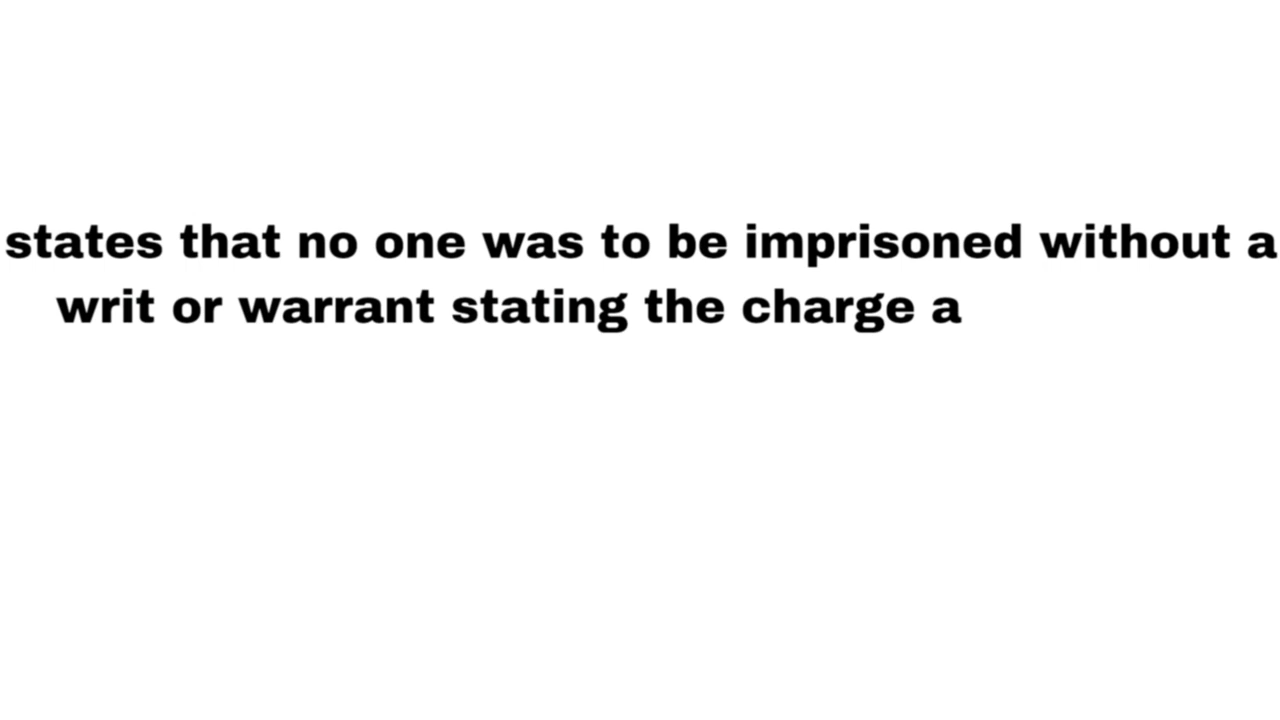 states that no one was to be imprisoned without a
writ or warrant stating the charge a